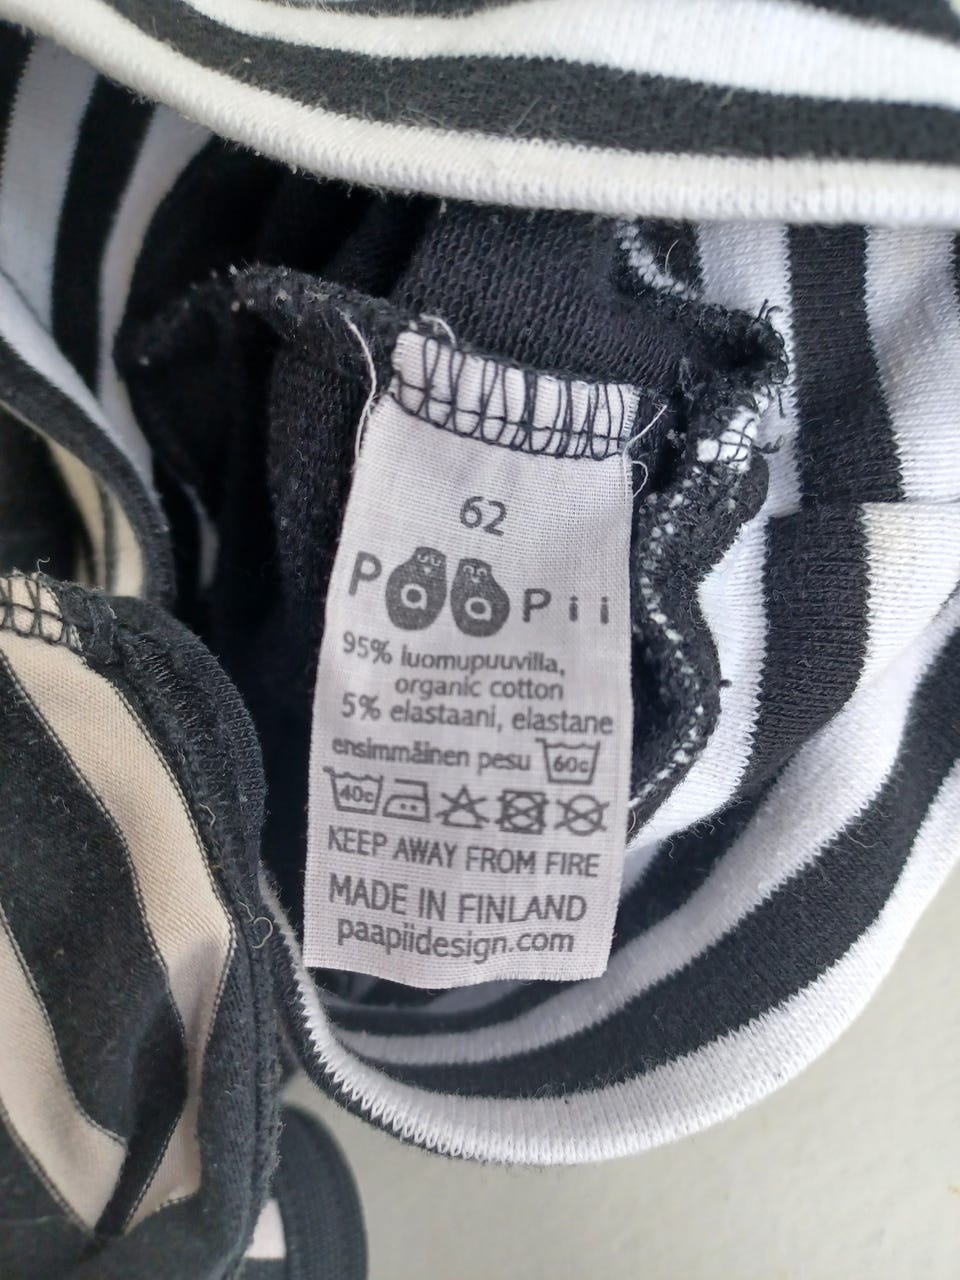 62
PaaPii
95% luomupuuvilla,
organic cotton
5% elastaani, elastane
ensimmäinen pesu 60c
40c
KEEP AWAY FROM FIRE
MADE IN FINLAND
paapiidesign.com